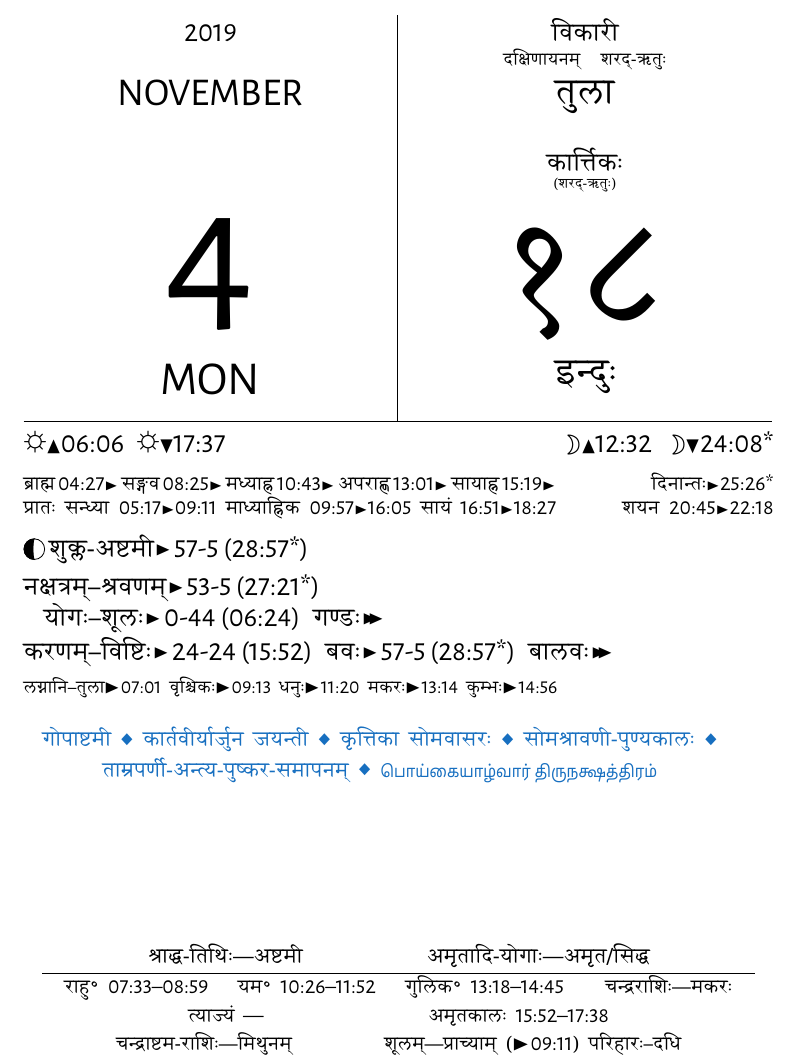 2019
NOVEMBER
4
MON
विकारी
दक्षिणायनम् शरद्-ऋतुः
तुला
कार्त्तिकः
(शरद्-ऋतुः)
१८
इन्दुः
☼▲06:06 ☼▼17:37 ☽▲12:32 ☽▼24:08*
ब्राह्म 04:27► सङ्गव 08:25► मध्याह्न 10:43► अपराह्ण 13:01► सायाह्न 15:19► दिनान्तः►25:26*
प्रातः सन्ध्या 05:17►09:11 माध्याह्निक 09:57►16:05 सायं 16:51►18:27 शयन 20:45►22:18
◐ शुक्ल-अष्टमी► 57-5 (28:57*)
नक्षत्रम्–श्रवणम्► 53-5 (27:21*)
योगः–शूलः► 0-44 (06:24) गण्डः►►
करणम्–विष्टिः► 24-24 (15:52) बवः► 57-5 (28:57*) बालवः►►
लग्नानि–तुला► 07:01 वृश्चिकः►09:13 धनुः►11:20 मकरः►13:14 कुम्भः►14:56
गोपाष्टमी ◆ कार्तवीर्यार्जुन जयन्ती ◆ कृत्तिका सोमवासरः ◆ सोमश्रावणी-पुण्यकालः ◆
ताम्रपर्णी-अन्त्य-पुष्कर-समापनम् ◆ பொய்கையாழ்வார் திருநக்ஷத்திரம்
श्राद्ध-तिथिः—अष्टमी अमृतादि-योगाः—अमृत/सिद्ध
राहु° 07:33–08:59 यम° 10:26–11:52 गुलिक° 13:18–14:45 चन्द्रराशिः—मकरः
त्याज्यं — अमृतकालः 15:52–17:38
चन्द्राष्टम-राशिः—मिथुनम् शूलम्—प्राच्याम् (►09:11) परिहारः–दधि